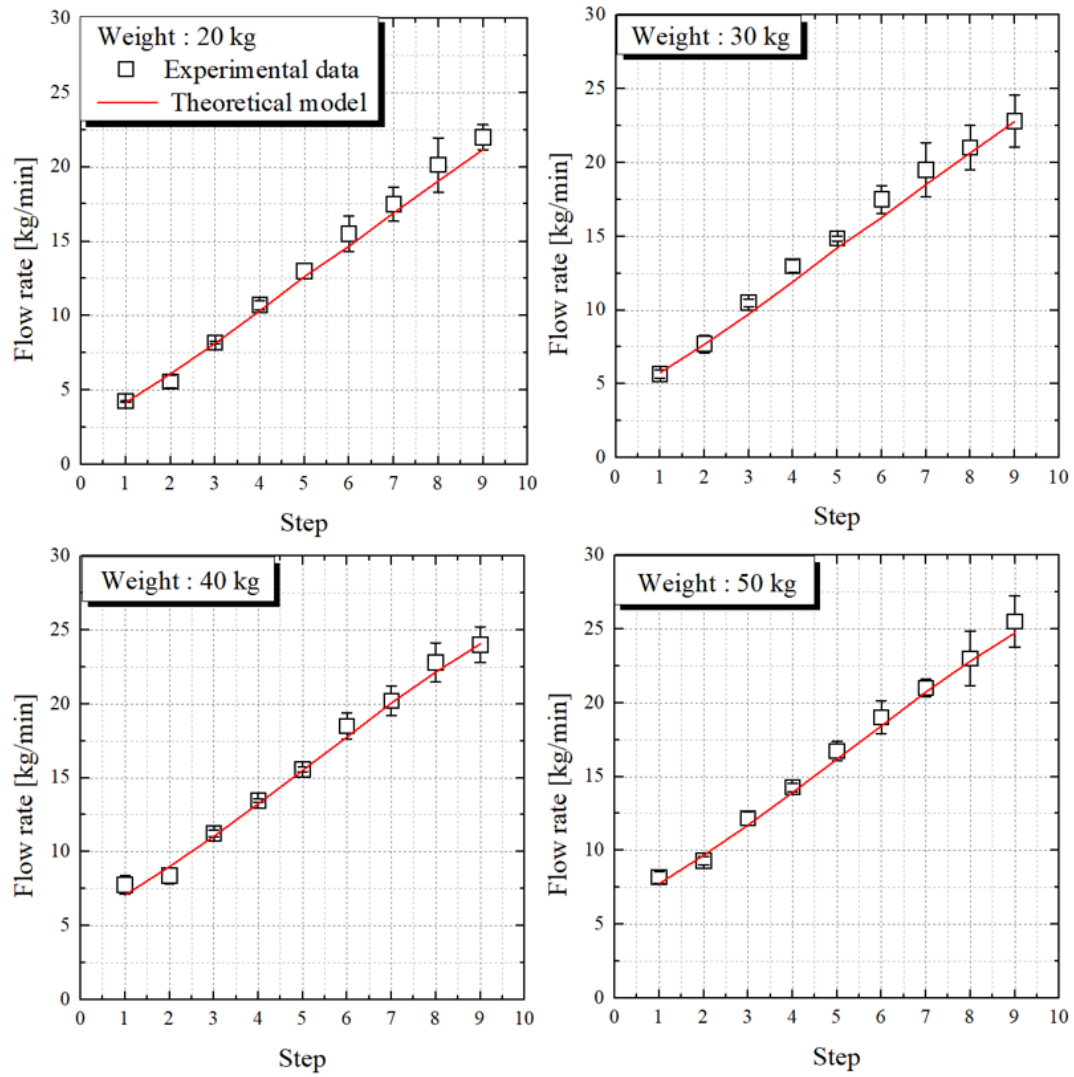 Weight : 20 kg
Experimental data
Theoretical model
30
25
20
15
10
5
0
Flow rate [kg/min]
0 1 2 3 4 5 6 7 8 9 10
Step
Weight : 30 kg
30
25
20
15
10
5
0
Flow rate [kg/min]
0 1 2 3 4 5 6 7 8 9 10
Step
Weight : 40 kg
30
25
20
15
10
5
0
Flow rate [kg/min]
0 1 2 3 4 5 6 7 8 9 10
Step
Weight : 50 kg
30
25
20
15
10
5
0
Flow rate [kg/min]
0 1 2 3 4 5 6 7 8 9 10
Step